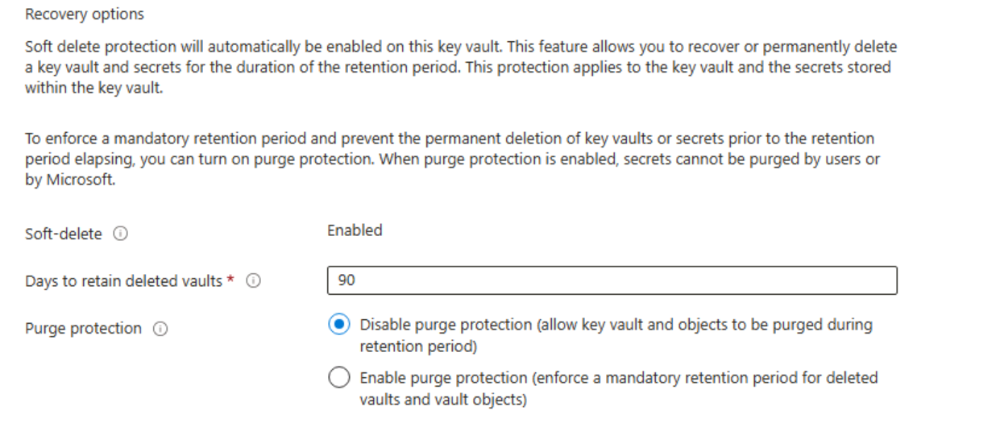 Recovery options
Soft delete protection will automatically be enabled on this key vault. This feature allows you to recover or permanently delete
a key vault and secrets for the duration of the retention period. This protection applies to the key vault and the secrets stored
within the key vault.
To enforce a mandatory retention period and prevent the permanent deletion of key vaults or secrets prior to the retention
period elapsing, you can turn on purge protection. When purge protection is enabled, secrets cannot be purged by users or
by Microsoft.
Soft-delete Enabled
Days to retain deleted vaults * 90
Purge protection Disable purge protection (allow key vault and objects to be purged during
retention period)
Enable purge protection (enforce a mandatory retention period for deleted
vaults and vault objects)